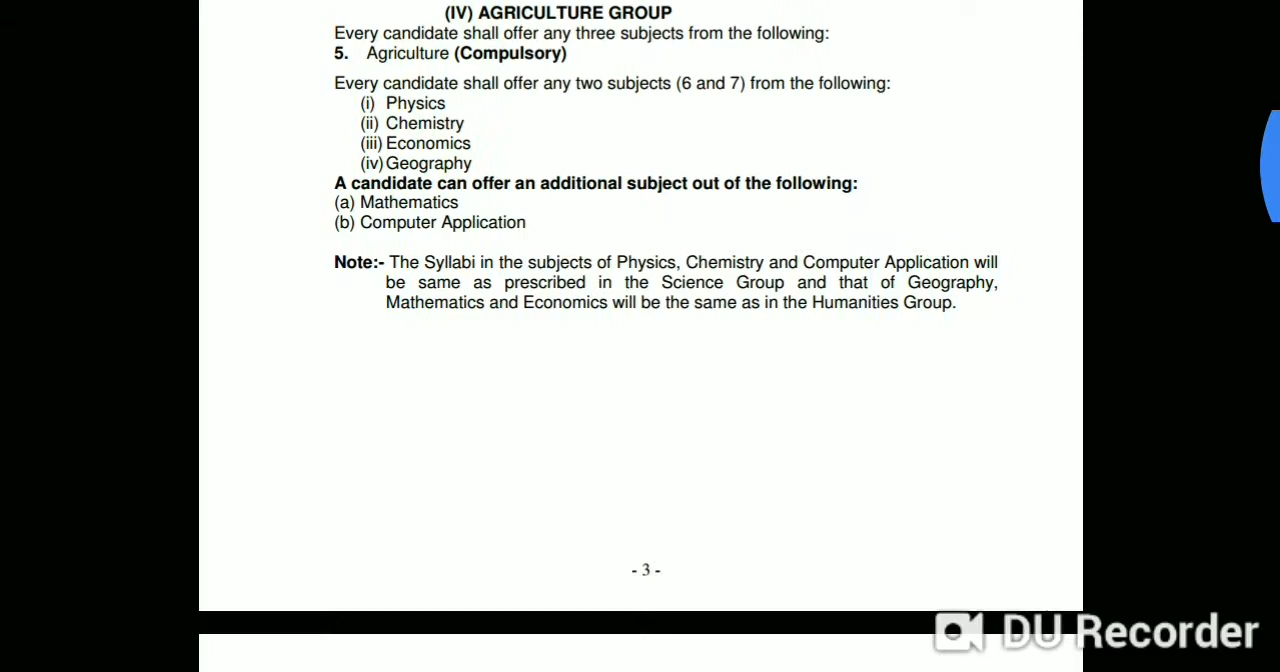 (IV) AGRICULTURE GROUP
Every candidate shall offer any three subjects from the following:
5. Agriculture (Compulsory)
Every candidate shall offer any two subjects (6 and 7) from the following:
(i) Physics
(ii) Chemistry
(iii) Economics
(iv) Geography
A candidate can offer an additional subject out of the following:
(a) Mathematics
(b) Computer Application
Note:- The Syllabi in the subjects of Physics, Chemistry and Computer Application will
be same as prescribed in the Science Group and that of Geography,
Mathematics and Economics will be the same as in the Humanities Group.
- 3 -
DU Recorder